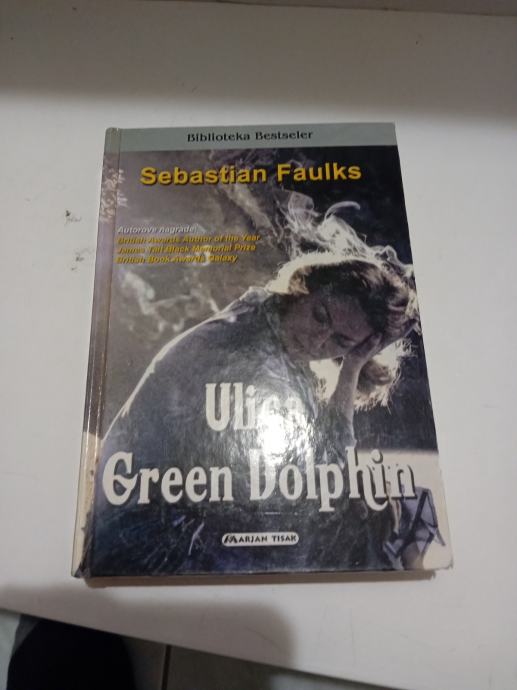 Biblioteka Bestseler
Sebastian Faulks
Autorove nagrade:
British Awards Author of the Year
James Tait Black Memorial Prize
British Book Awards Galaxy
Ulica
Green Dolphin
MARJAN TISAK